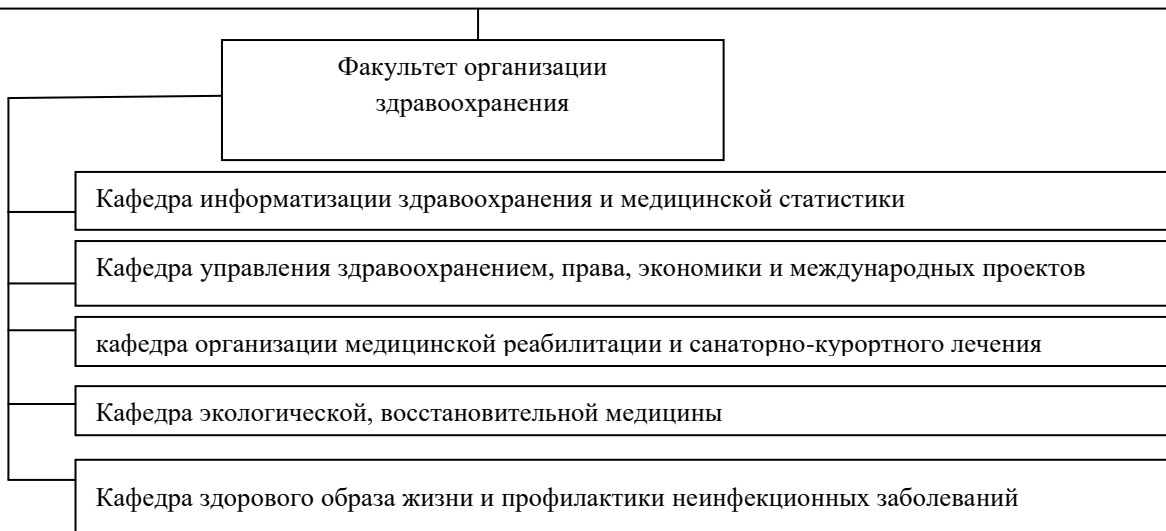 Факультет организации
здравоохранения
Кафедра информатизации здравоохранения и медицинской статистики
Кафедра управления здравоохранением, права, экономики и международных проектов
кафедра организации медицинской реабилитации и санаторно-курортного лечения
Кафедра экологической, восстановительной медицины
Кафедра здорового образа жизни и профилактики неинфекционных заболеваний